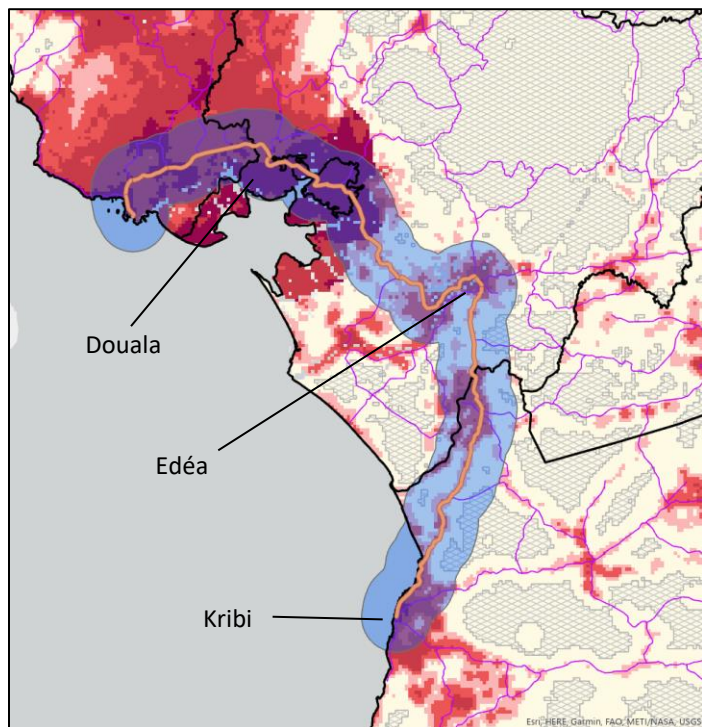 Douala
Edéa
Kribi
Esri, HERE, Garmin, FAO, METI/NASA, USGS